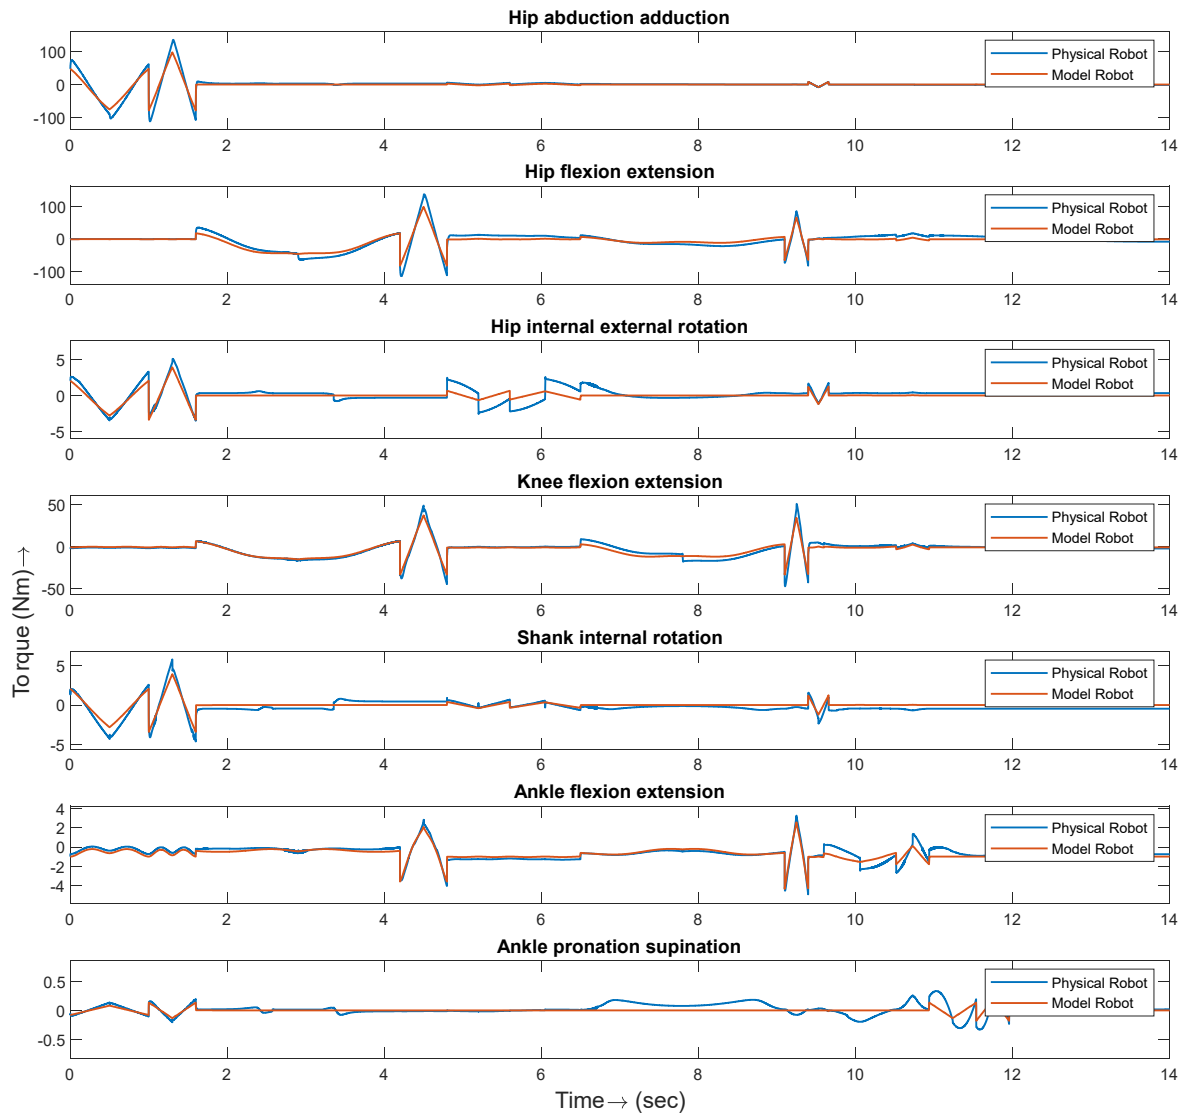 Hip abduction adduction
100
0
-100
Physical Robot
Model Robot
0 2 4 6 8 10 12 14
Hip flexion extension
100
0
-100
Physical Robot
Model Robot
0 2 4 6 8 10 12 14
Hip internal external rotation
5
0
-5
Physical Robot
Model Robot
0 2 4 6 8 10 12 14
Knee flexion extension
50
0
-50
Physical Robot
Model Robot
0 2 4 6 8 10 12 14
Torque (Nm)→
Shank internal rotation
5
0
-5
Physical Robot
Model Robot
0 2 4 6 8 10 12 14
Ankle flexion extension
4
2
0
-2
-4
Physical Robot
Model Robot
0 2 4 6 8 10 12 14
Ankle pronation supination
0.5
0
-0.5
Physical Robot
Model Robot
0 2 4 6 8 10 12 14
Time→ (sec)